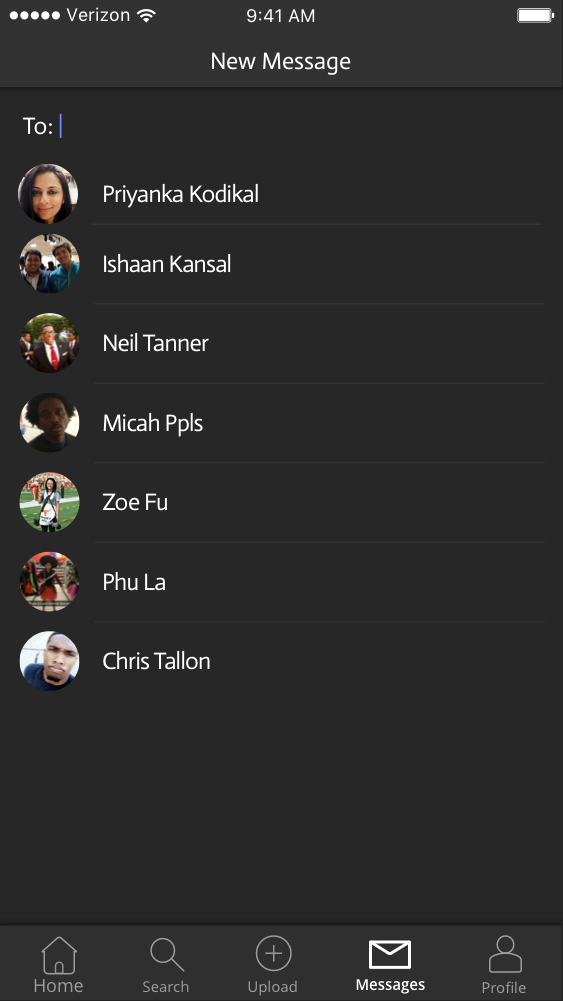 Verizon 9:41 AM
New Message
To:
Priyanka Kodikal
Ishaan Kansal
Neil Tanner
Micah Ppls
Zoe Fu
Phu La
Chris Tallon
Home Search Upload Messages Profile